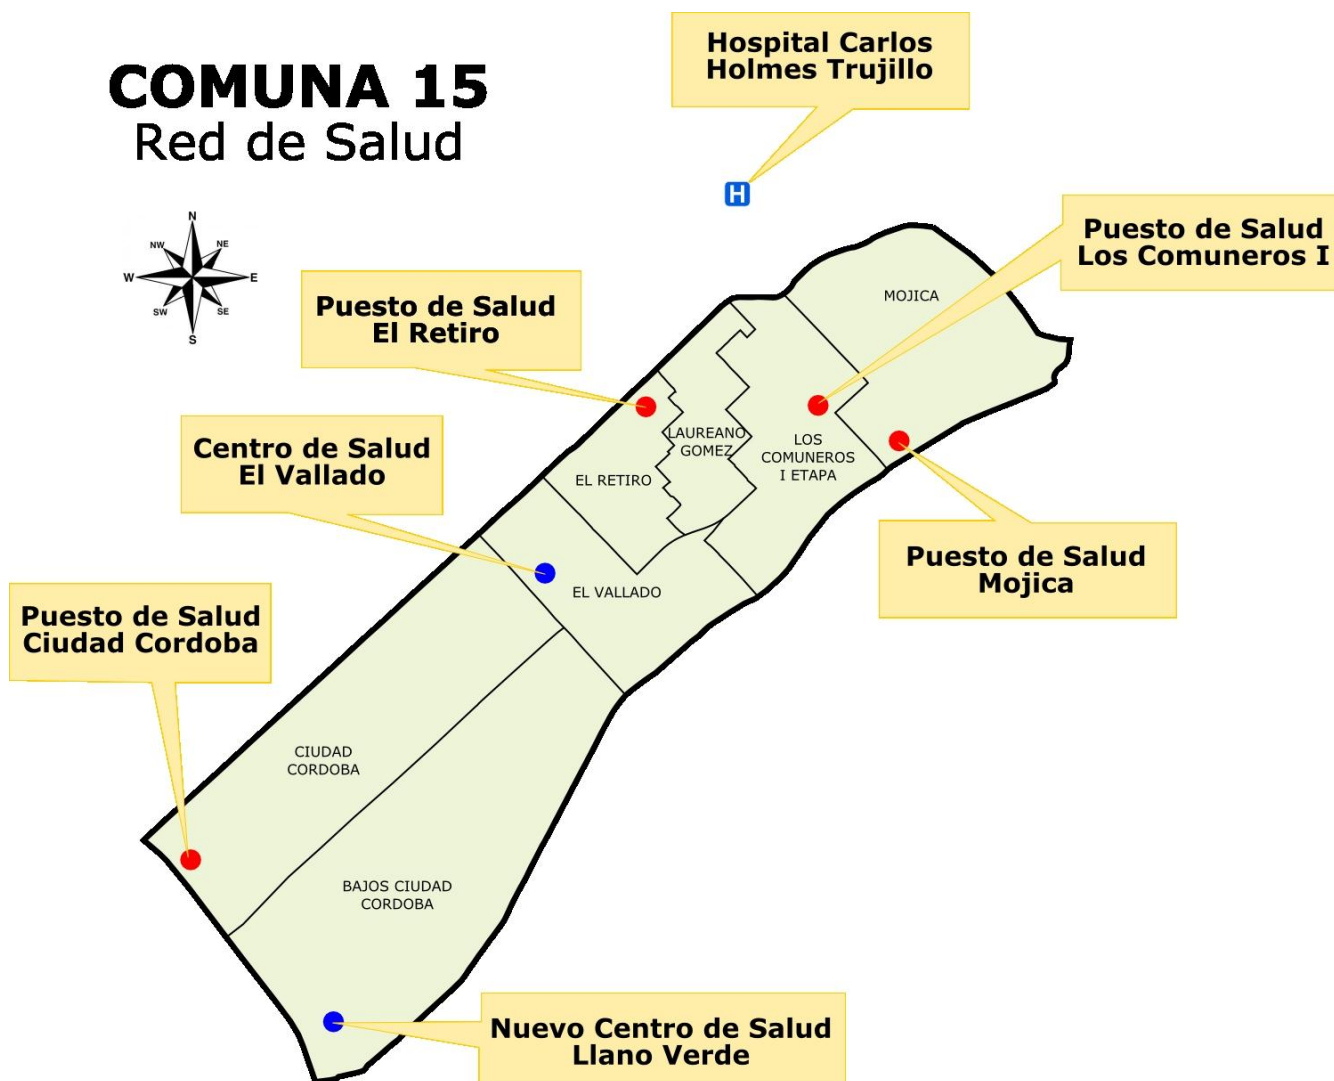 COMUNA 15
Red de Salud
Hospital Carlos
Holmes Trujillo
H
N
NW
NE
W
E
SW
SE
S
Puesto de Salud
Los Comuneros I
Puesto de Salud
El Retiro
MOJICA
Centro de Salud
El Vallado
LAUREANO
GOMEZ
LOS
COMUNEROS
I ETAPA
EL RETIRO
Puesto de Salud
Mojica
EL VALLADO
Puesto de Salud
Ciudad Cordoba
CIUDAD
CORDOBA
BAJOS CIUDAD
CORDOBA
Nuevo Centro de Salud
Llano Verde